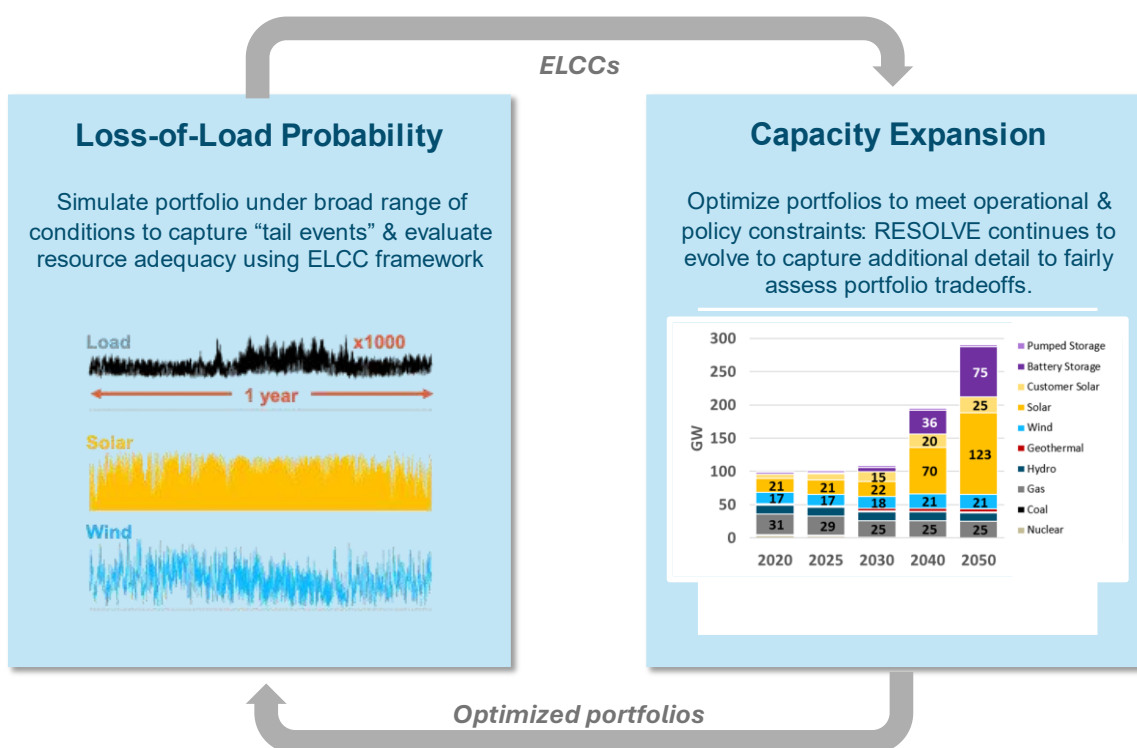 ELCCs
Loss-of-Load Probability
Simulate portfolio under broad range of
conditions to capture “tail events” & evaluate
resource adequacy using ELCC framework
Load
x1000
1 year
Solar
Wind
Capacity Expansion
Optimize portfolios to meet operational &
policy constraints: RESOLVE continues to
evolve to capture additional detail to fairly
assess portfolio tradeoffs.
GW
300
250
200
150
100
50
0
21
17
31
21
17
29
15
22
18
25
36
20
70
21
25
75
25
123
21
25
2020 2025 2030 2040 2050
Pumped Storage
Battery Storage
Customer Solar
Solar
Wind
Geothermal
Hydro
Gas
Coal
Nuclear
Optimized portfolios